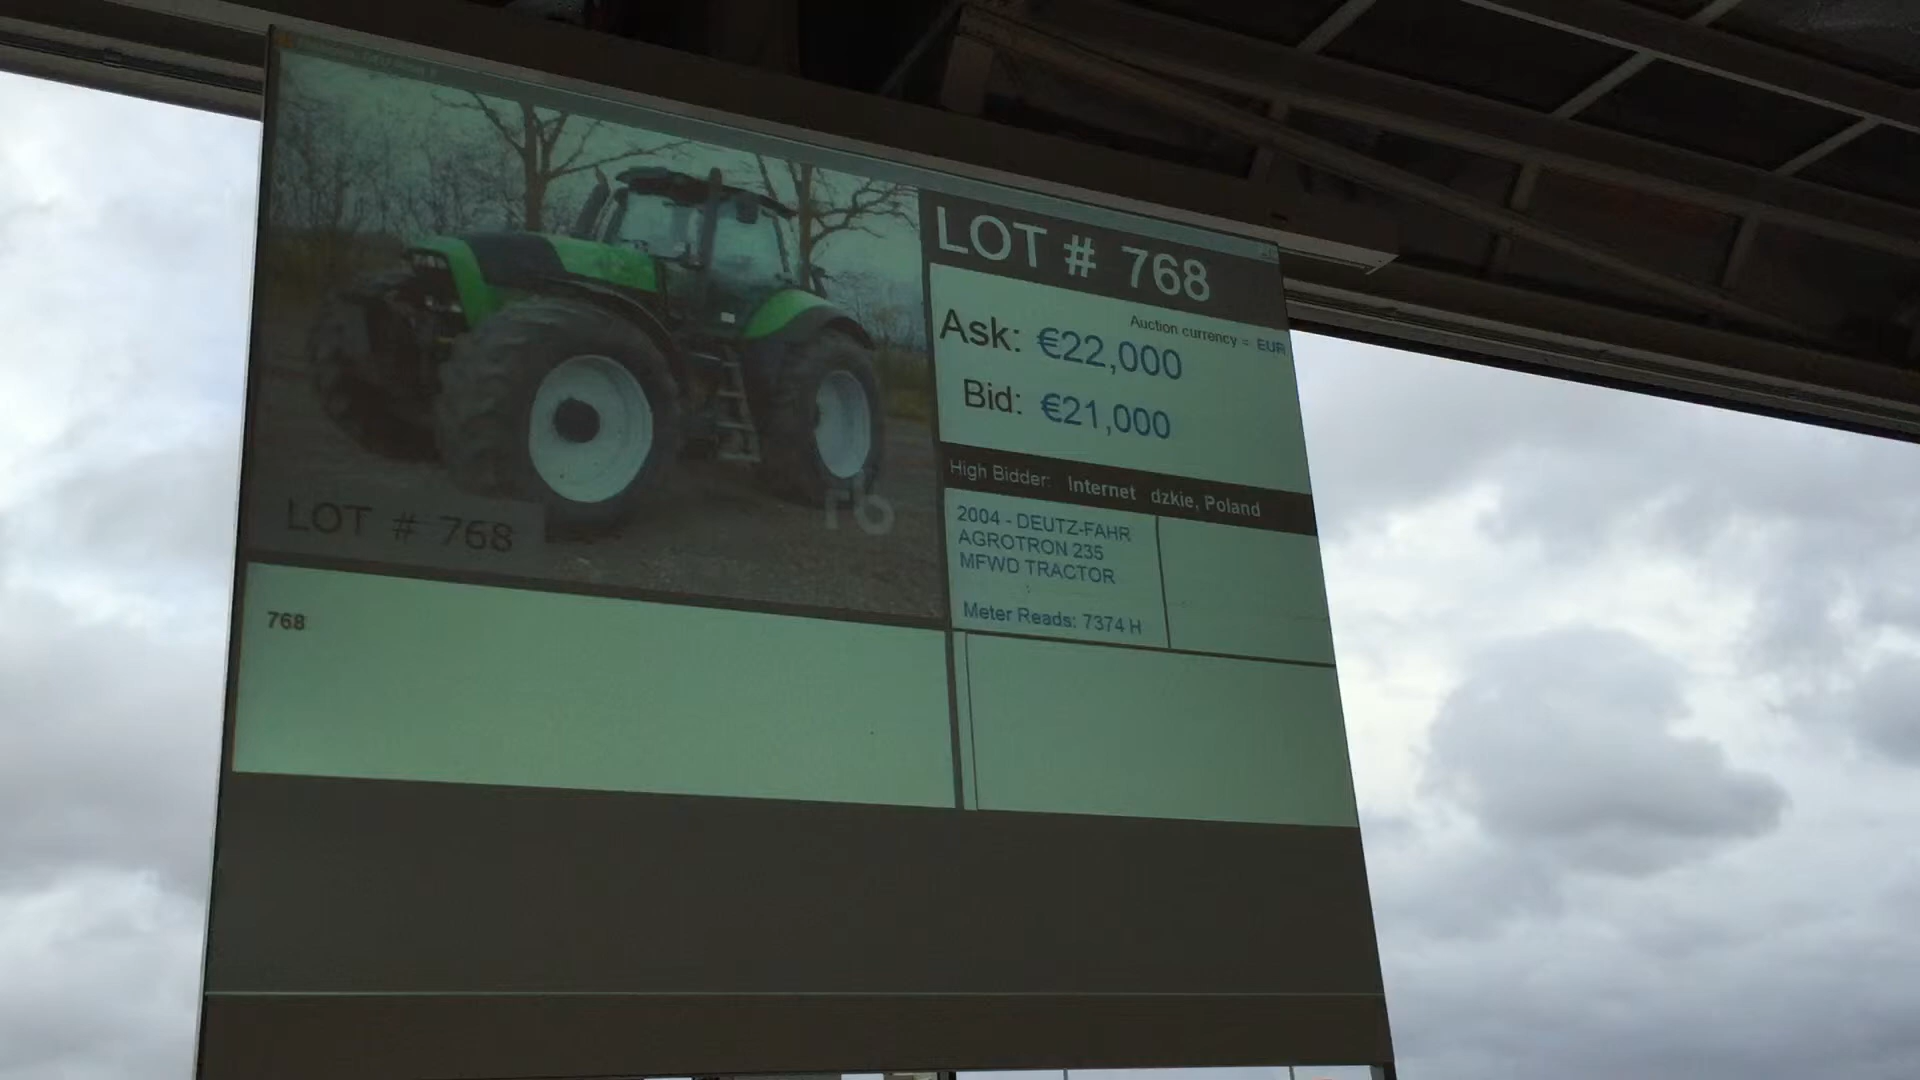 LOT # 768
Auction currency = EUR
Ask: €22,000
Bid: €21,000
High Bidder: Internet dzkie, Poland
2004 - DEUTZ-FAHR
AGROTRON 235
MFWD TRACTOR
Meter Reads: 7374 H
LOT # 768
rb
768